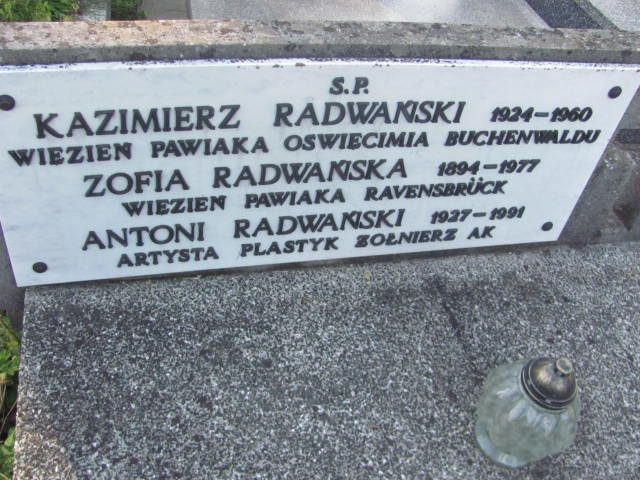 S.P.
KAZIMIERZ RADWAŃSKI 1924-1960
WIĘZIEŃ PAWIAKA OŚWIĘCIMIA BUCHENWALDU
ZOFIA RADWAŃSKA 1894-1977
WIĘZIEŃ PAWIAKA RAVENSBRÜCK
ANTONI RADWAŃSKI 1927-1991
ARTYSTA PLASTYK ŻOŁNIERZ AK